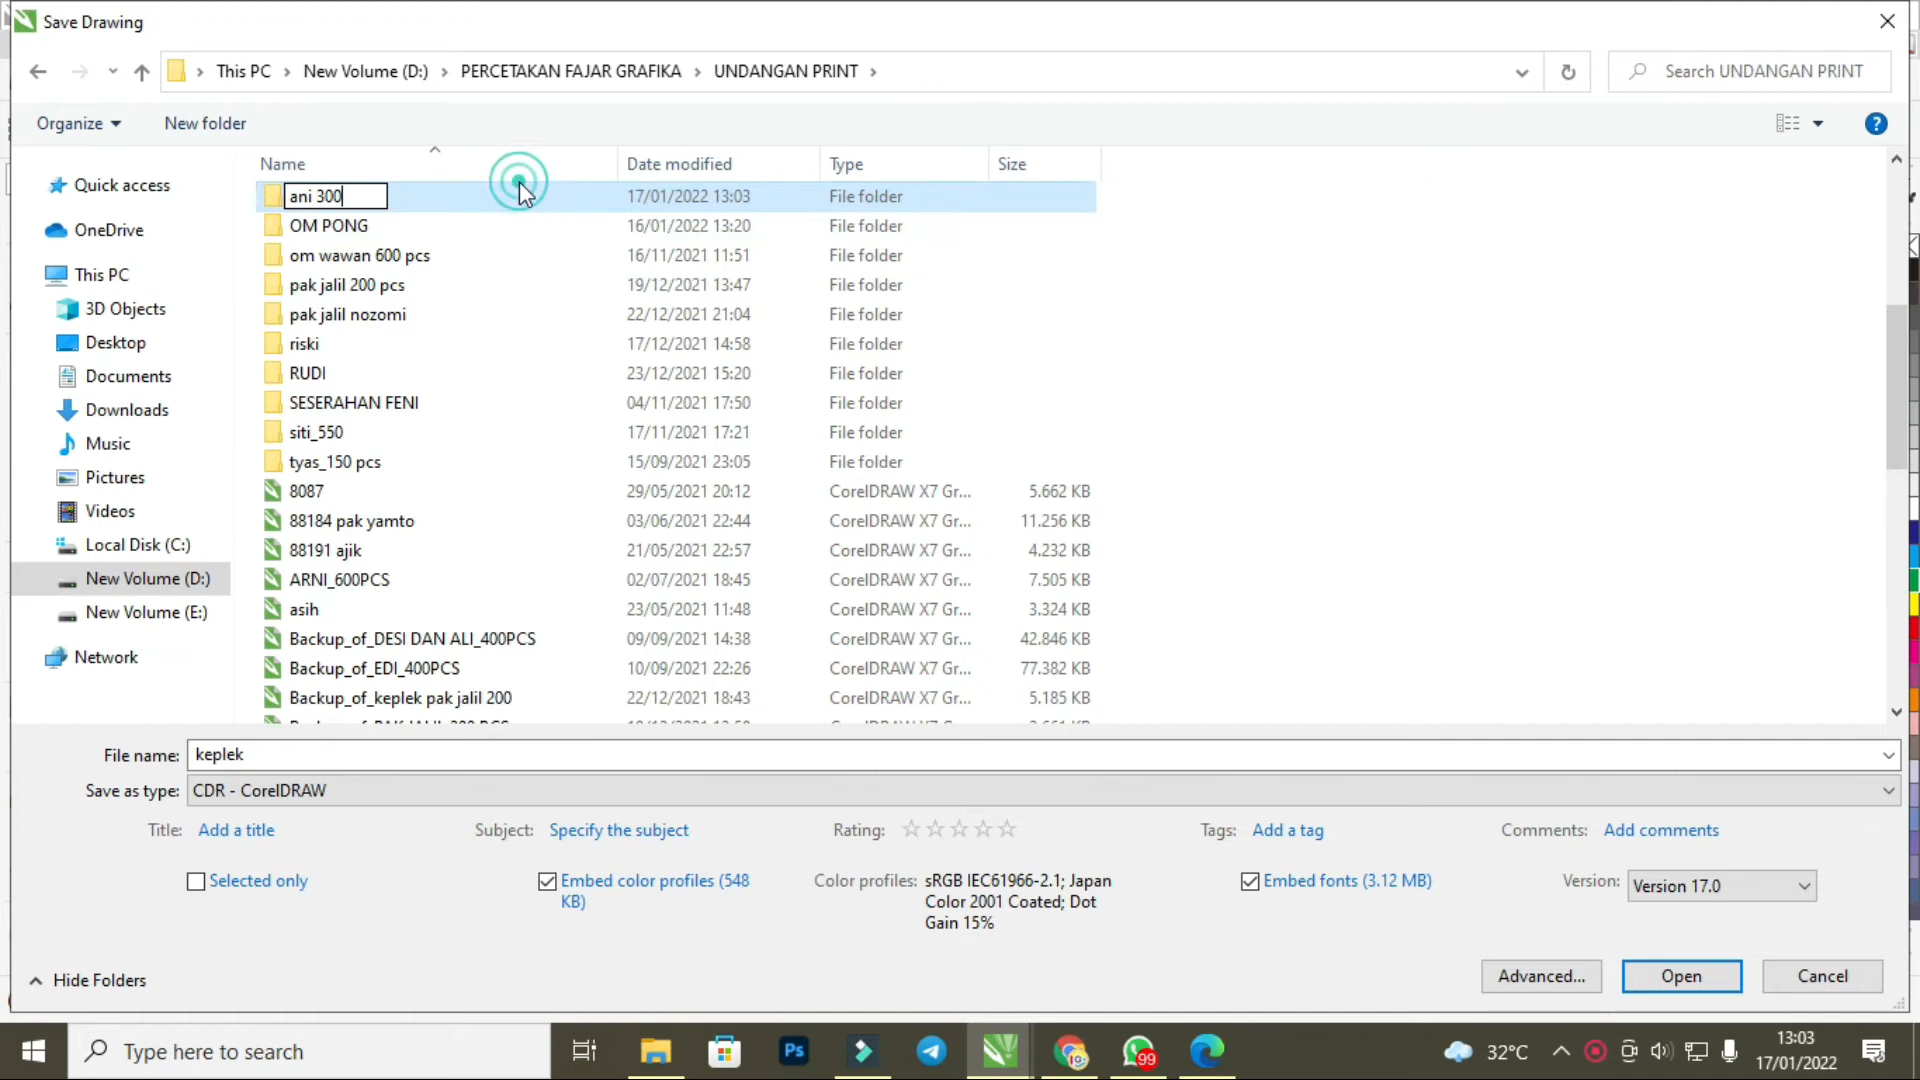 Save Drawing
This PC > New Volume (D:) > PERCETAKAN FAJAR GRAFIKA > UNDANGAN PRINT >
Search UNDANGAN PRINT
Organize
New folder
Name Date modified Type Size
ani 300 17/01/2022 13:03 File folder
OM PONG 16/01/2022 13:20 File folder
om wawan 600 pcs 16/11/2021 11:51 File folder
pak jalil 200 pcs 19/12/2021 13:47 File folder
pak jalil nozomi 22/12/2021 21:04 File folder
riski 17/12/2021 14:58 File folder
RUDI 23/12/2021 15:20 File folder
SESERAHAN FENI 04/11/2021 17:50 File folder
siti_550 17/11/2021 17:21 File folder
tyas_150 pcs 15/09/2021 23:05 File folder
8087 29/05/2021 20:12 CorelDRAW X7 Gr... 5.662 KB
88184 pak yamto 03/06/2021 22:44 CorelDRAW X7 Gr... 11.256 KB
88191 ajik 21/05/2021 22:57 CorelDRAW X7 Gr... 4.232 KB
ARNI_600PCS 02/07/2021 18:45 CorelDRAW X7 Gr... 7.505 KB
asih 23/05/2021 11:48 CorelDRAW X7 Gr... 3.324 KB
Backup_of_DESI DAN ALI_400PCS 09/09/2021 14:38 CorelDRAW X7 Gr... 42.846 KB
Backup_of_EDI_400PCS 10/09/2021 22:26 CorelDRAW X7 Gr... 77.382 KB
Backup_of_keplek pak jalil 200 22/12/2021 18:43 CorelDRAW X7 Gr... 5.185 KB
Quick access
OneDrive
This PC
3D Objects
Desktop
Documents
Downloads
Music
Pictures
Videos
Local Disk (C:)
New Volume (D:)
New Volume (E:)
Network
File name: keplek
Save as type: CDR - CorelDRAW
Title: Add a title
Subject: Specify the subject
Rating:
Tags: Add a tag
Comments: Add comments
Selected only
Embed color profiles (548
KB)
Color profiles: sRGB IEC61966-2.1; Japan
Color 2001 Coated; Dot
Gain 15%
Embed fonts (3.12 MB)
Version: Version 17.0
Hide Folders
Advanced...
Open
Cancel
Type here to search
Ps
99
32°C
13:03
17/01/2022